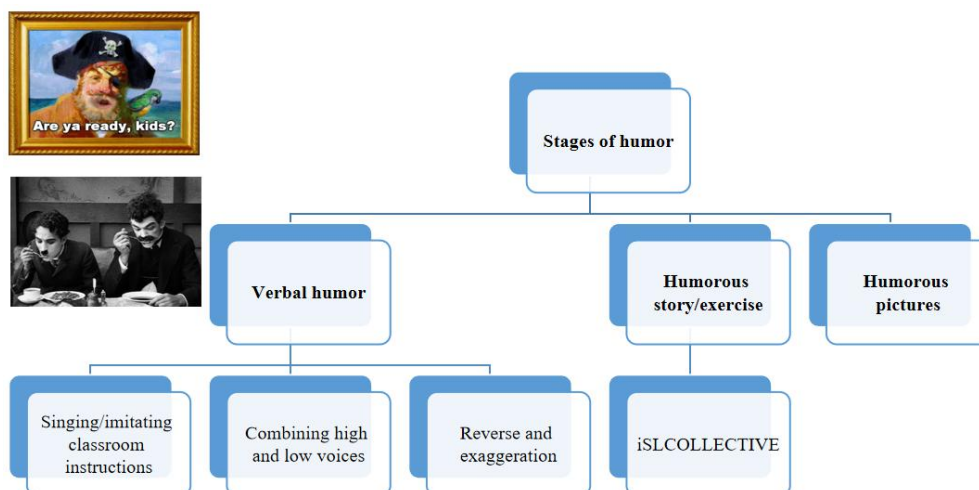 Are ya ready, kids?
Stages of humor
Verbal humor
Humorous
story/exercise
Humorous
pictures
Singing/imitating
classroom
instructions
Combining high
and low voices
Reverse and
exaggeration
iSLCOLLECTIVE